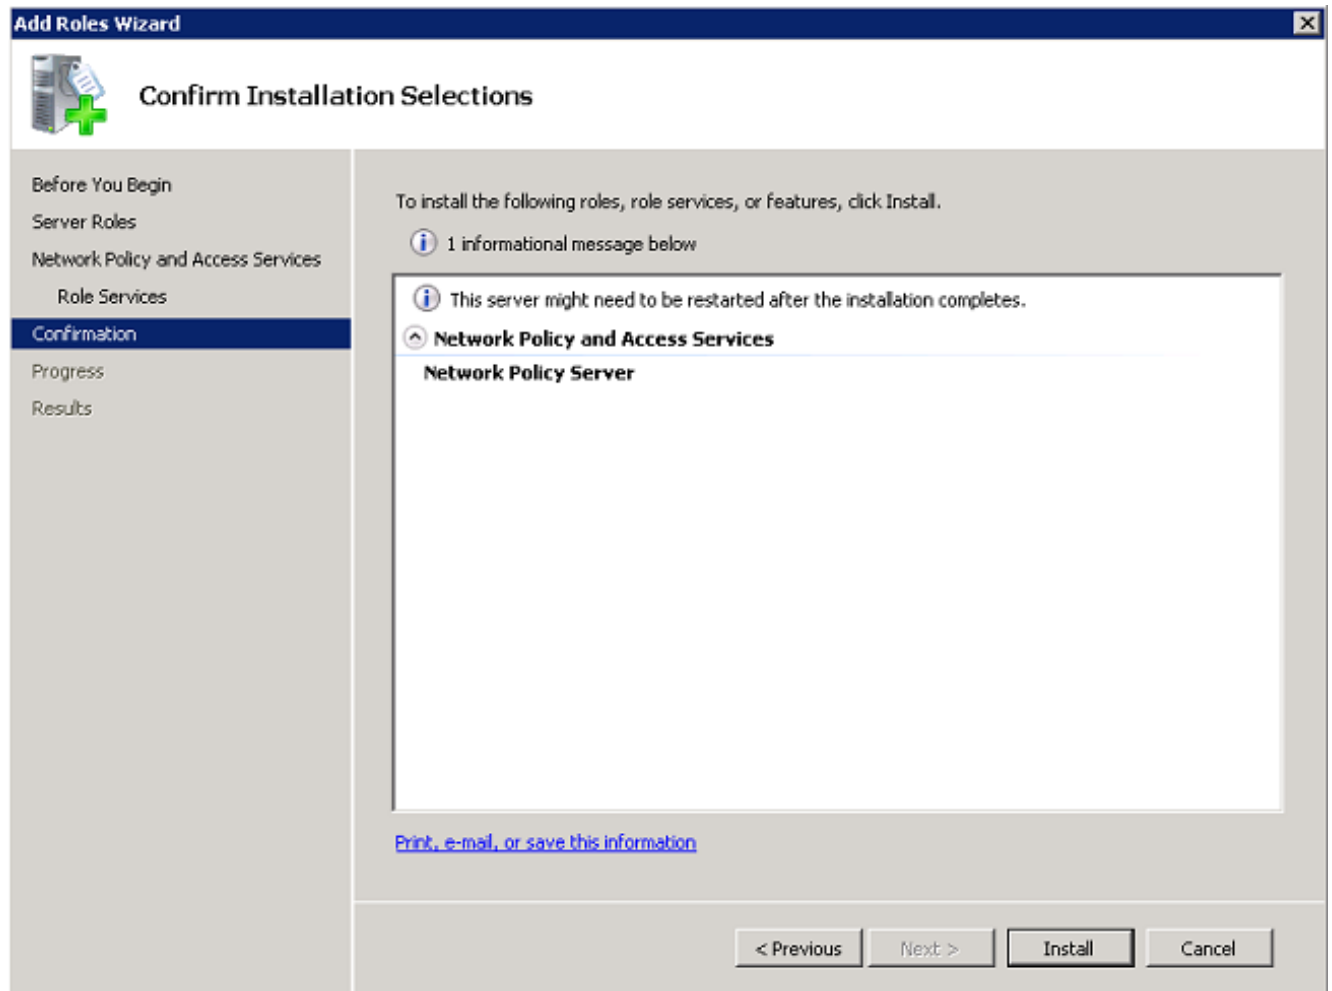 Add Roles Wizard
Confirm Installation Selections
Before You Begin
Server Roles
Network Policy and Access Services
Role Services
Confirmation
Progress
Results
To install the following roles, role services, or features, click Install.
1 informational message below
This server might need to be restarted after the installation completes.
Network Policy and Access Services
Network Policy Server
Print, e-mail, or save this information
< Previous
Next >
Install
Cancel